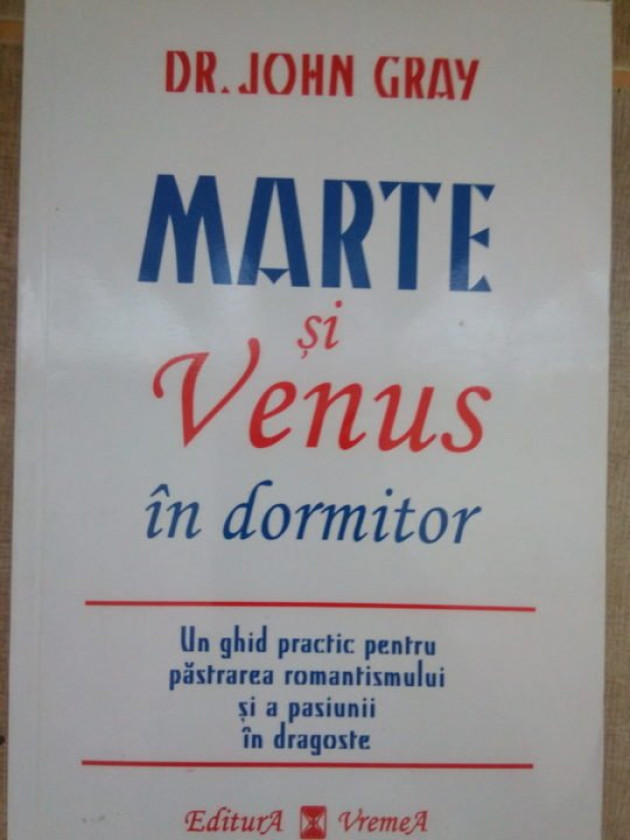 DR. JOHN GRAY
MARTE
și
Venus
în dormitor
Un ghid practic pentru
păstrarea romantismului
și a pasiunii
în dragoste
EditurA VremeA